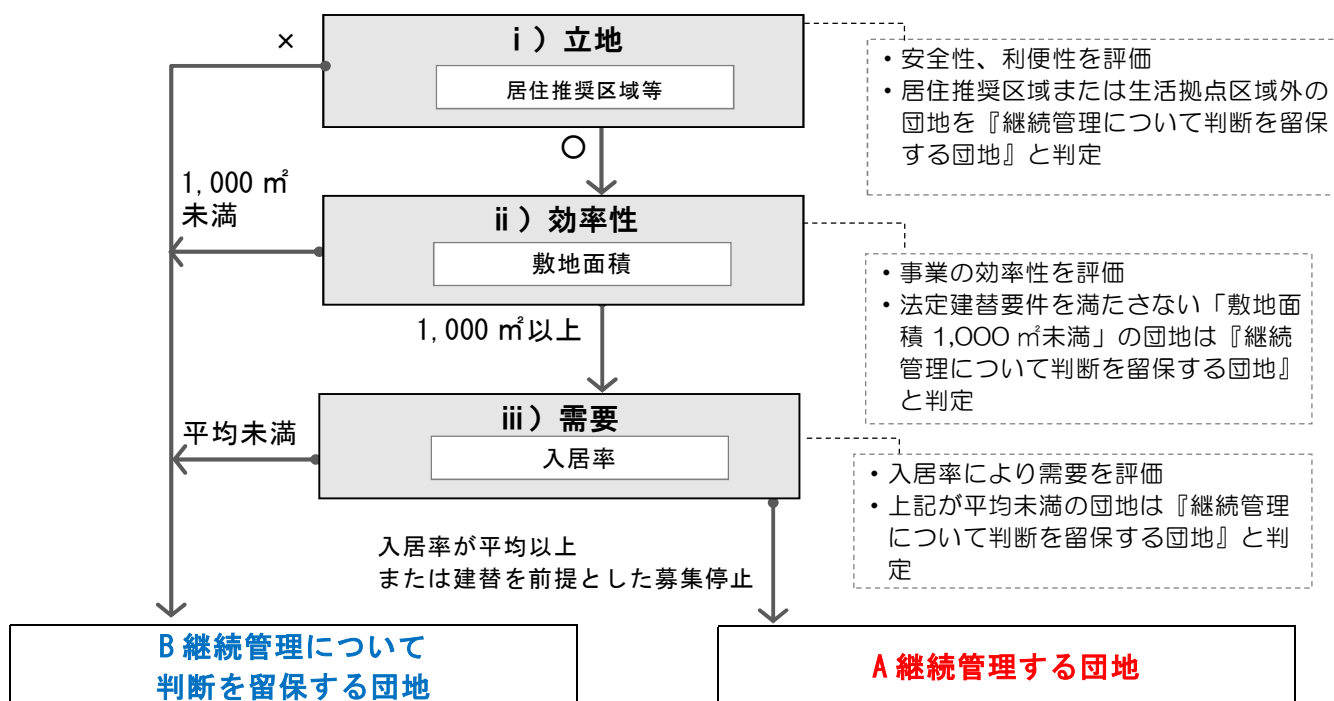 ⅰ）立地
居住推奨区域等
×
〇
・安全性、利便性を評価
・居住推奨区域または生活拠点区域外の
団地を『継続管理について判断を留保
する団地』と判定
1,000 ㎡
未満
ⅱ）効率性
敷地面積
1,000 ㎡以上
・事業の効率性を評価
・法定建替要件を満たさない「敷地面
積 1,000 ㎡未満」の団地は『継続
管理について判断を留保する団地』
と判定
平均未満
ⅲ）需要
入居率
・入居率により需要を評価
・上記が平均未満の団地は『継続管理
について判断を留保する団地』と判
定
入居率が平均以上
または建替を前提とした募集停止
B 継続管理について
判断を留保する団地
A 継続管理する団地